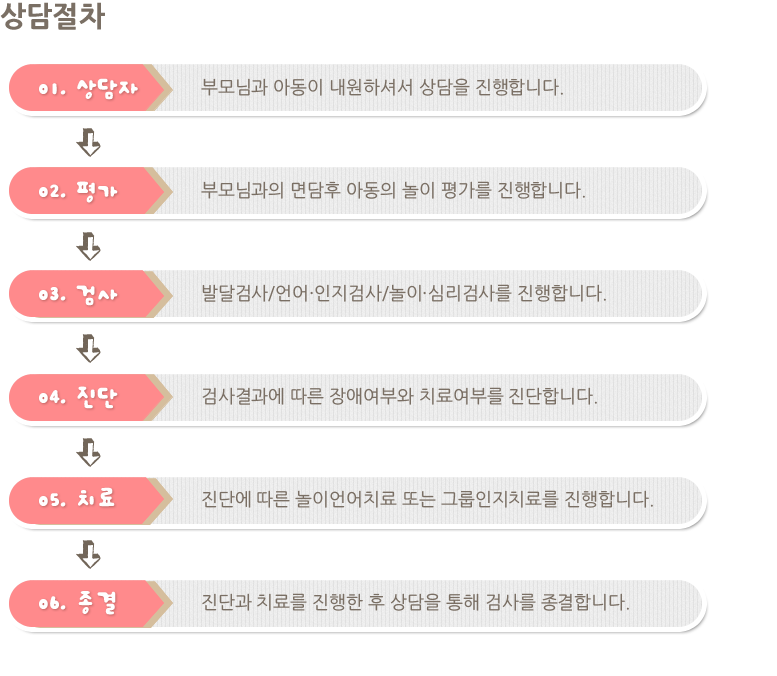 상담절차
01. 상담자
부모님과 아동이 내원하셔서 상담을 진행합니다.
02. 평가
부모님과의 면담후 아동의 놀이 평가를 진행합니다.
03. 검사
발달검사/언어·인지검사/놀이·심리검사를 진행합니다.
04. 진단
검사결과에 따른 장애여부와 치료여부를 진단합니다.
05. 치료
진단에 따른 놀이언어치료 또는 그룹인지치료를 진행합니다.
06. 종결
진단과 치료를 진행한 후 상담을 통해 검사를 종결합니다.